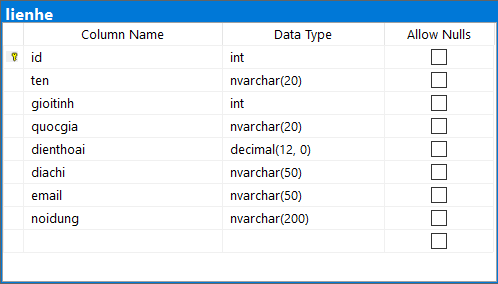 lienhe
Column Name Data Type Allow Nulls
id int
ten nvarchar(20)
gioitinh int
quocgia nvarchar(20)
dienthoai decimal(12, 0)
diachi nvarchar(50)
email nvarchar(50)
noidung nvarchar(200)